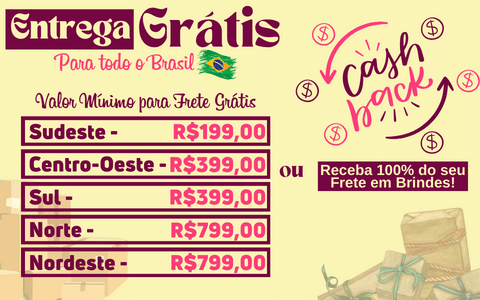 Entrega Grátis
Para todo o Brasil
Valor Mínimo para Frete Grátis
Sudeste - R$199,00
Centro-Oeste - R$399,00
Sul - R$399,00
Norte - R$799,00
Nordeste - R$799,00
ou
$ $ $ $ $ $
cash
back
Receba 100% do seu
Frete em Brindes!